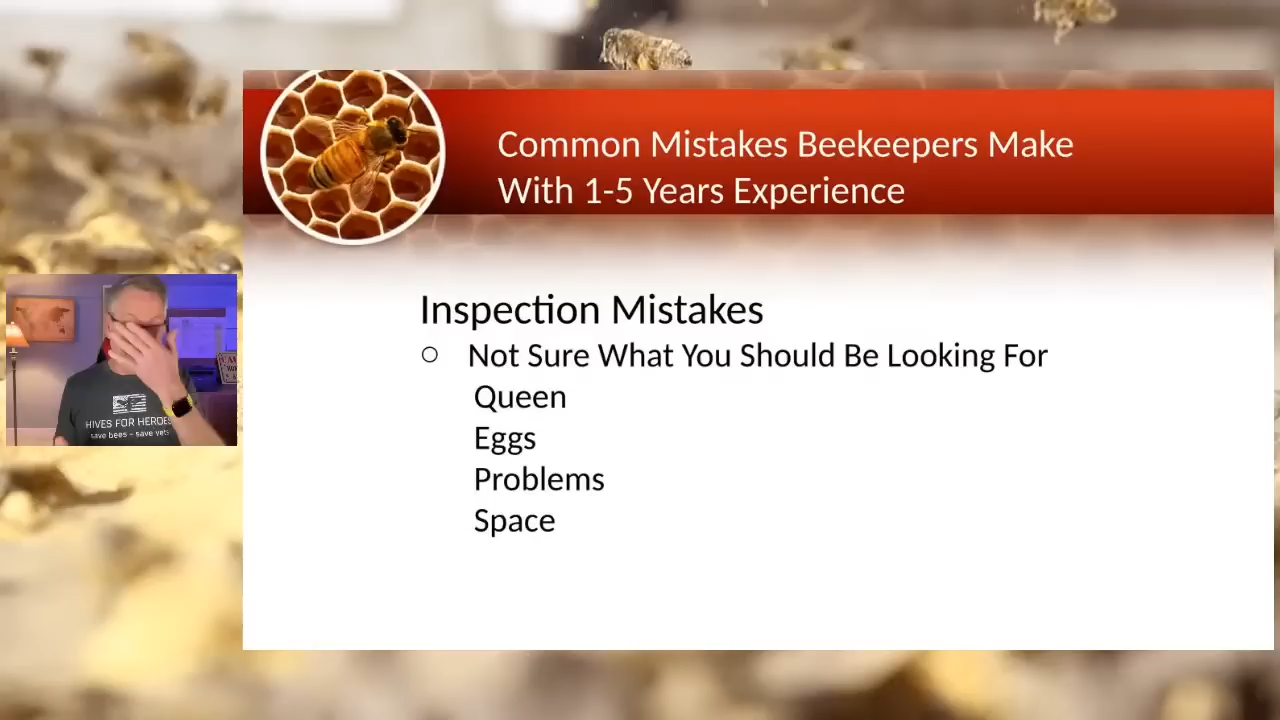 Common Mistakes Beekeepers Make
With 1-5 Years Experience
Inspection Mistakes
○ Not Sure What You Should Be Looking For
Queen
Eggs
Problems
Space
HIVES FOR HEROES
save bees - save vets